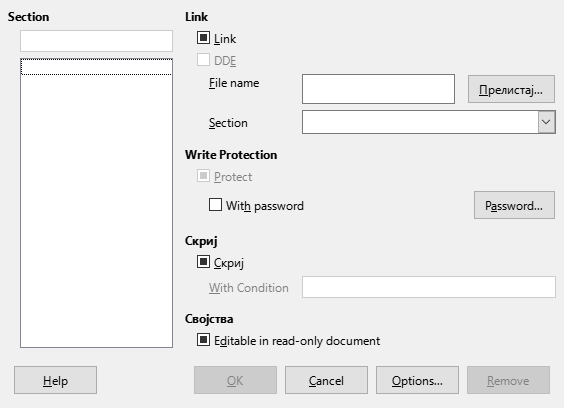 Section
Link
Link
DDE
File name
Прелистај...
Section
Write Protection
Protect
With password
Password...
Скриј
Скриј
With Condition
Својства
Editable in read-only document
Help
OK
Cancel
Options...
Remove